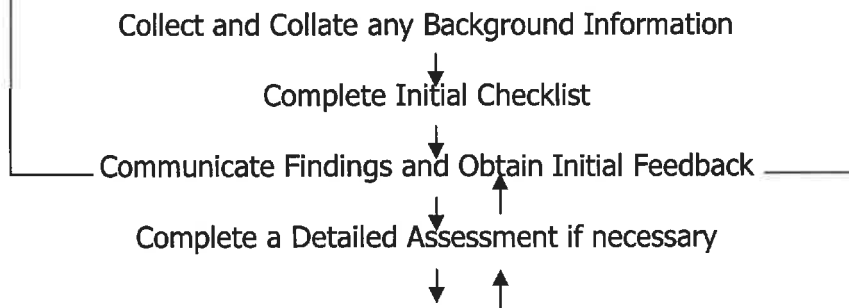 Collect and Collate any Background Information
Complete Initial Checklist
Communicate Findings and Obtain Initial Feedback
Complete a Detailed Assessment if necessary